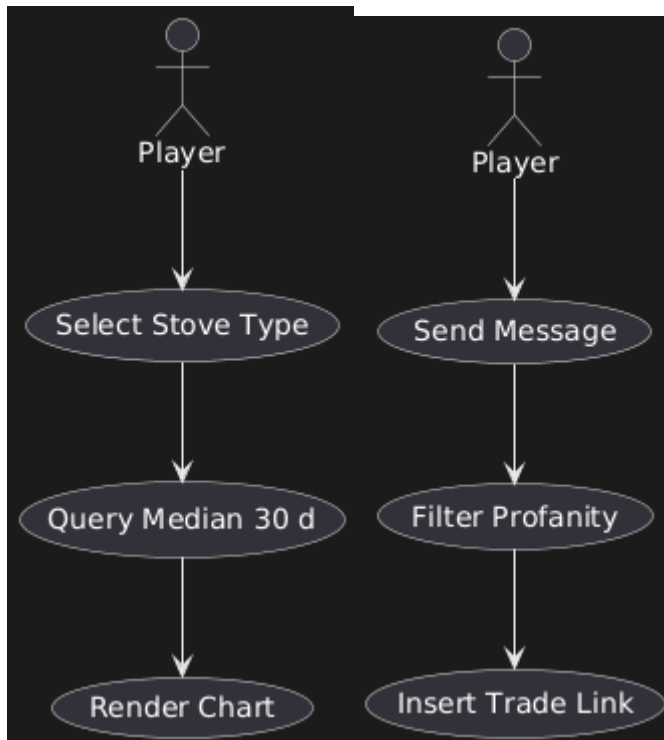 Player
Select Stove Type
Query Median 30 d
Render Chart
Player
Send Message
Filter Profanity
Insert Trade Link